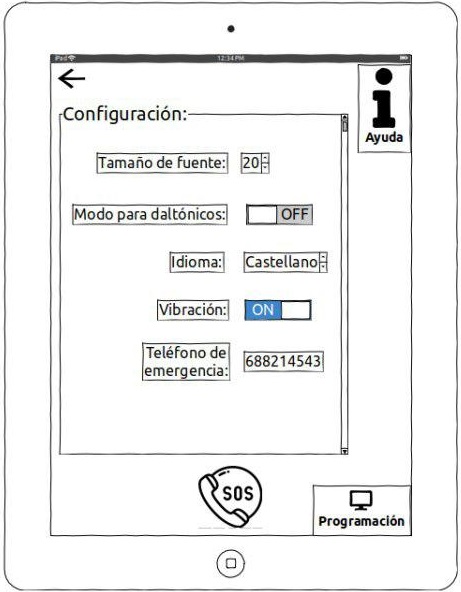 iPad
12:34 PM
Ayuda
Configuración:
Tamaño de fuente: 20
Modo para daltónicos: OFF
Idioma: Castellano
Vibración: ON
Teléfono de
emergencia: 688214543
SOS
Programación